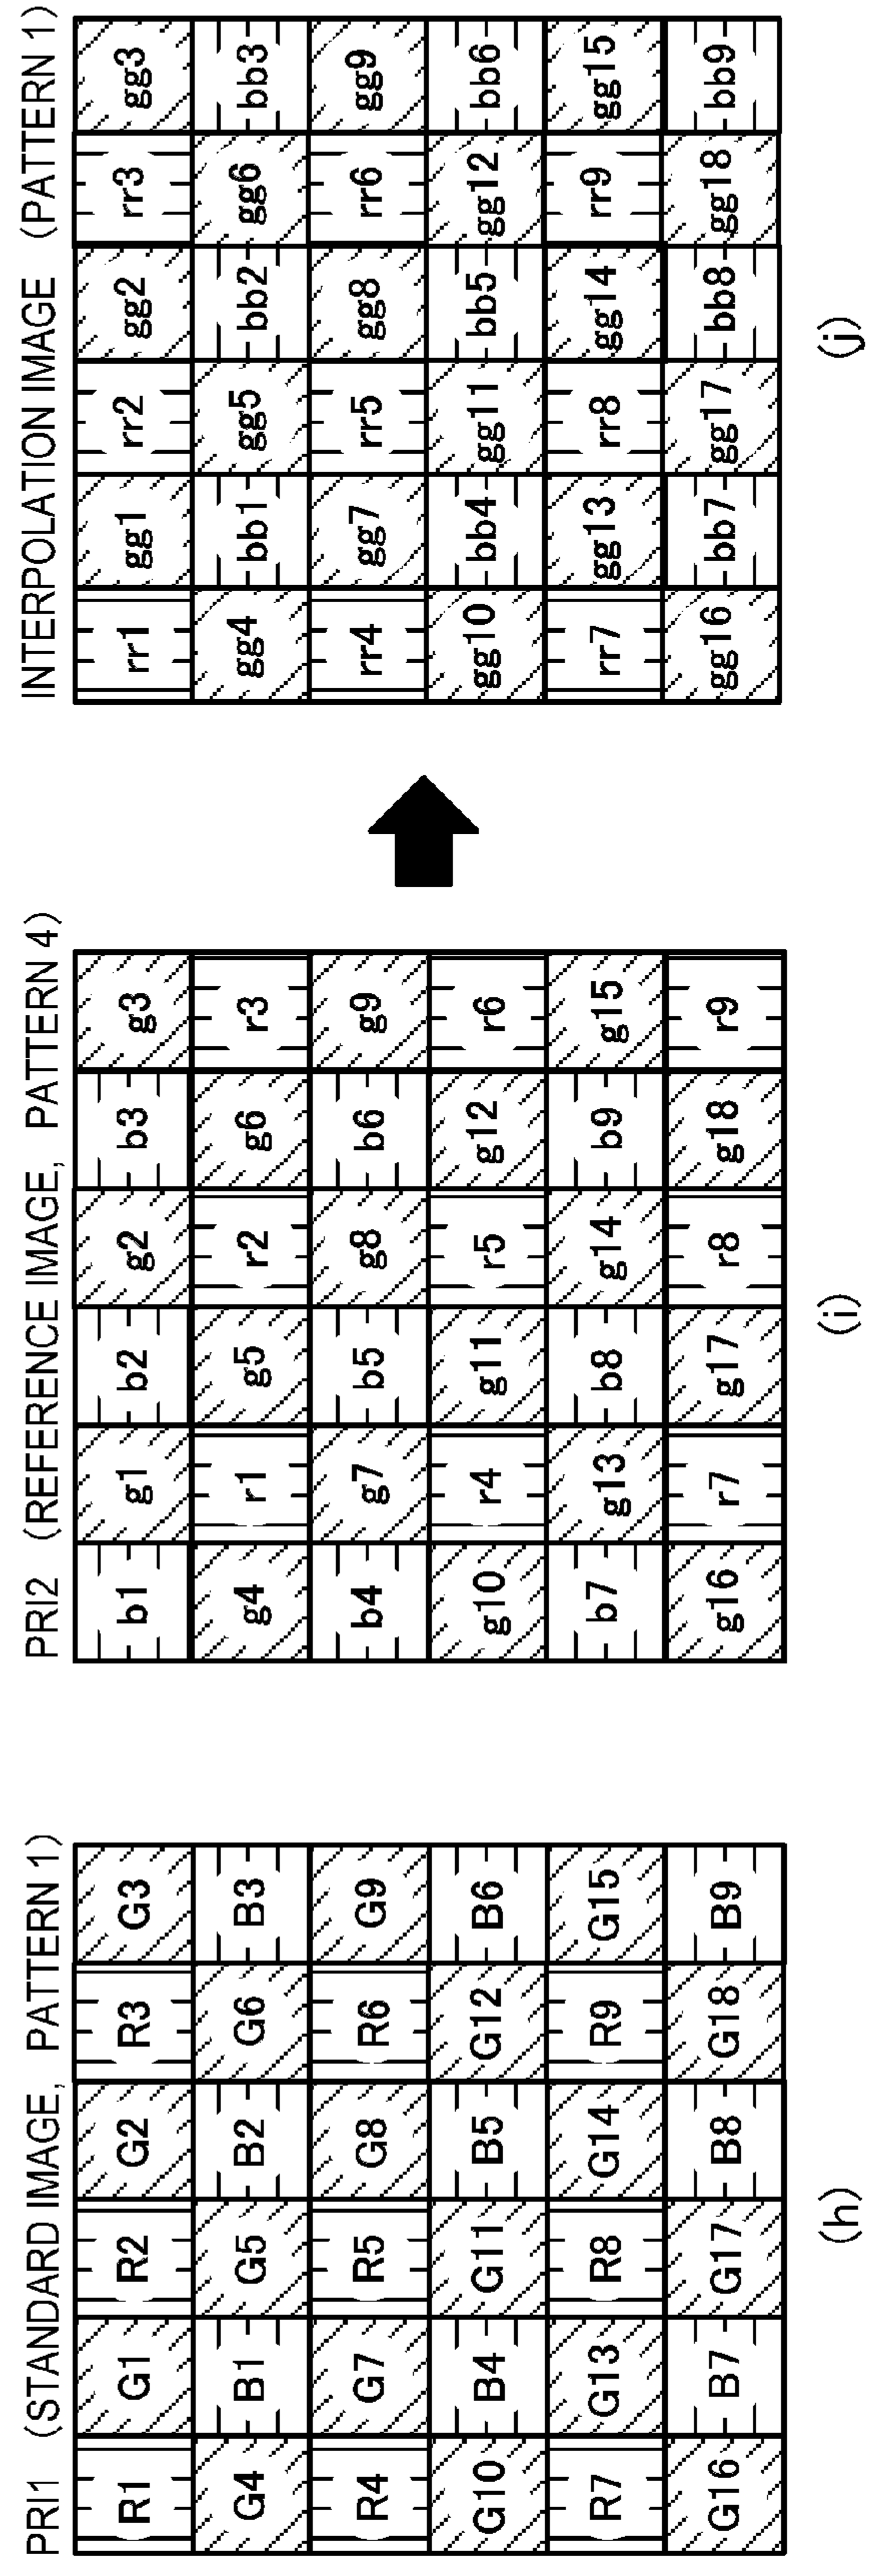 PRI1 (STANDARD IMAGE, PATTERN 1)
R1 G1 R2 G2 R3 G3
G4 B1 G5 B2 G6 B3
R4 G7 R5 G8 R6 G9
G10 B4 G11 B5 G12 B6
R7 G13 R8 G14 R9 G15
G16 B7 G17 B8 G18 B9
(h)
PRI2 (REFERENCE IMAGE, PATTERN 4)
b1 g1 b2 g2 b3 g3
g4 r1 g5 r2 g6 r3
b4 g7 b5 g8 b6 g9
g10 r4 g11 r5 g12 r6
b7 g13 b8 g14 b9 g15
g16 r7 g17 r8 g18 r9
(i)
INTERPOLATION IMAGE (PATTERN 1)
rr1 gg1 rr2 gg2 rr3 gg3
gg4 bb1 gg5 bb2 gg6 bb3
rr4 gg7 rr5 gg8 rr6 gg9
gg10 bb4 gg11 bb5 gg12 bb6
rr7 gg13 rr8 gg14 rr9 gg15
gg16 bb7 gg17 bb8 gg18 bb9
(j)